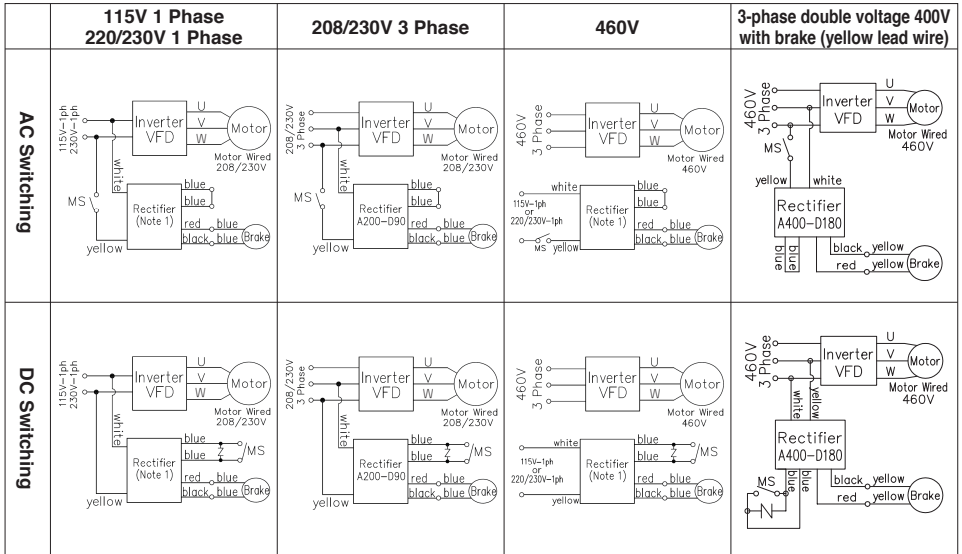 115V 1 Phase
220/230V 1 Phase
208/230V 3 Phase
460V
3-phase double voltage 400V
with brake (yellow lead wire)
AC Switching
115V-1ph
230V-1ph
Inverter
VFD
U
V
W
Motor
Motor Wired
208/230V
white
MS
yellow
Rectifier
(Note 1)
blue
blue
red blue
black blue
Brake
208/230V
3 Phase
Inverter
VFD
U
V
W
Motor
Motor Wired
208/230V
white
MS
yellow
Rectifier
A200-D90
blue
blue
red blue
black blue
Brake
460V
3 Phase
Inverter
VFD
U
V
W
Motor
Motor Wired
460V
white
115V-1ph
or
220/230V-1ph
MS yellow
Rectifier
(Note 1)
blue
blue
red blue
black blue
Brake
460V
3 Phase
Inverter
VFD
U
V
W
Motor
Motor Wired
460V
MS
yellow white
Rectifier
A400-D180
blue
blue
black yellow
red yellow
Brake
DC Switching
115V-1ph
230V-1ph
Inverter
VFD
U
V
W
Motor
Motor Wired
208/230V
white
yellow
Rectifier
(Note 1)
blue
blue
MS
red blue
black blue
Brake
208/230V
3 Phase
Inverter
VFD
U
V
W
Motor
Motor Wired
208/230V
white
yellow
Rectifier
A200-D90
blue
blue
MS
red blue
black blue
Brake
460V
3 Phase
Inverter
VFD
U
V
W
Motor
Motor Wired
460V
white
115V-1ph
or
220/230V-1ph
yellow
Rectifier
(Note 1)
blue
blue
MS
red blue
black blue
Brake
460V
3 Phase
Inverter
VFD
U
V
W
Motor
Motor Wired
460V
white
yellow
Rectifier
A400-D180
MS
blue
blue
black yellow
red yellow
Brake